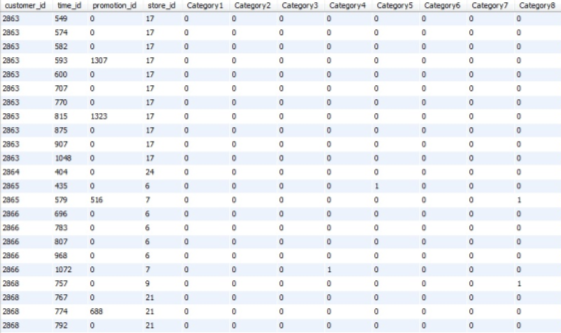 customer_id time_id promotion_id store_id Category1 Category2 Category3 Category4 Category5 Category6 Category7 Category8
2863 549 0 17 0 0 0 0 0 0 0 0
2863 574 0 17 0 0 0 0 0 0 0 0
2863 582 0 17 0 0 0 0 0 0 0 0
2863 593 1307 17 0 0 0 0 0 0 0 0
2863 600 0 17 0 0 0 0 0 0 0 0
2863 707 0 17 0 0 0 0 0 0 0 0
2863 770 0 17 0 0 0 0 0 0 0 0
2863 815 1323 17 0 0 0 0 0 0 0 0
2863 875 0 17 0 0 0 0 0 0 0 0
2863 907 0 17 0 0 0 0 0 0 0 0
2863 1048 0 17 0 0 0 0 0 0 0 0
2864 404 0 24 0 0 0 0 0 0 0 0
2865 435 0 6 0 0 0 0 1 0 0 0
2865 579 516 7 0 0 0 0 0 0 0 1
2866 696 0 6 0 0 0 0 0 0 0 0
2866 783 0 6 0 0 0 0 0 0 0 0
2866 807 0 6 0 0 0 0 0 0 0 0
2866 968 0 6 0 0 0 0 0 0 0 0
2866 1072 0 7 0 0 0 1 0 0 0 0
2868 757 0 9 0 0 0 0 0 0 0 1
2868 767 0 21 0 0 0 0 0 0 0 0
2868 774 688 21 0 0 0 0 0 0 0 0
2868 792 0 21 0 0 0 0 0 0 0 0